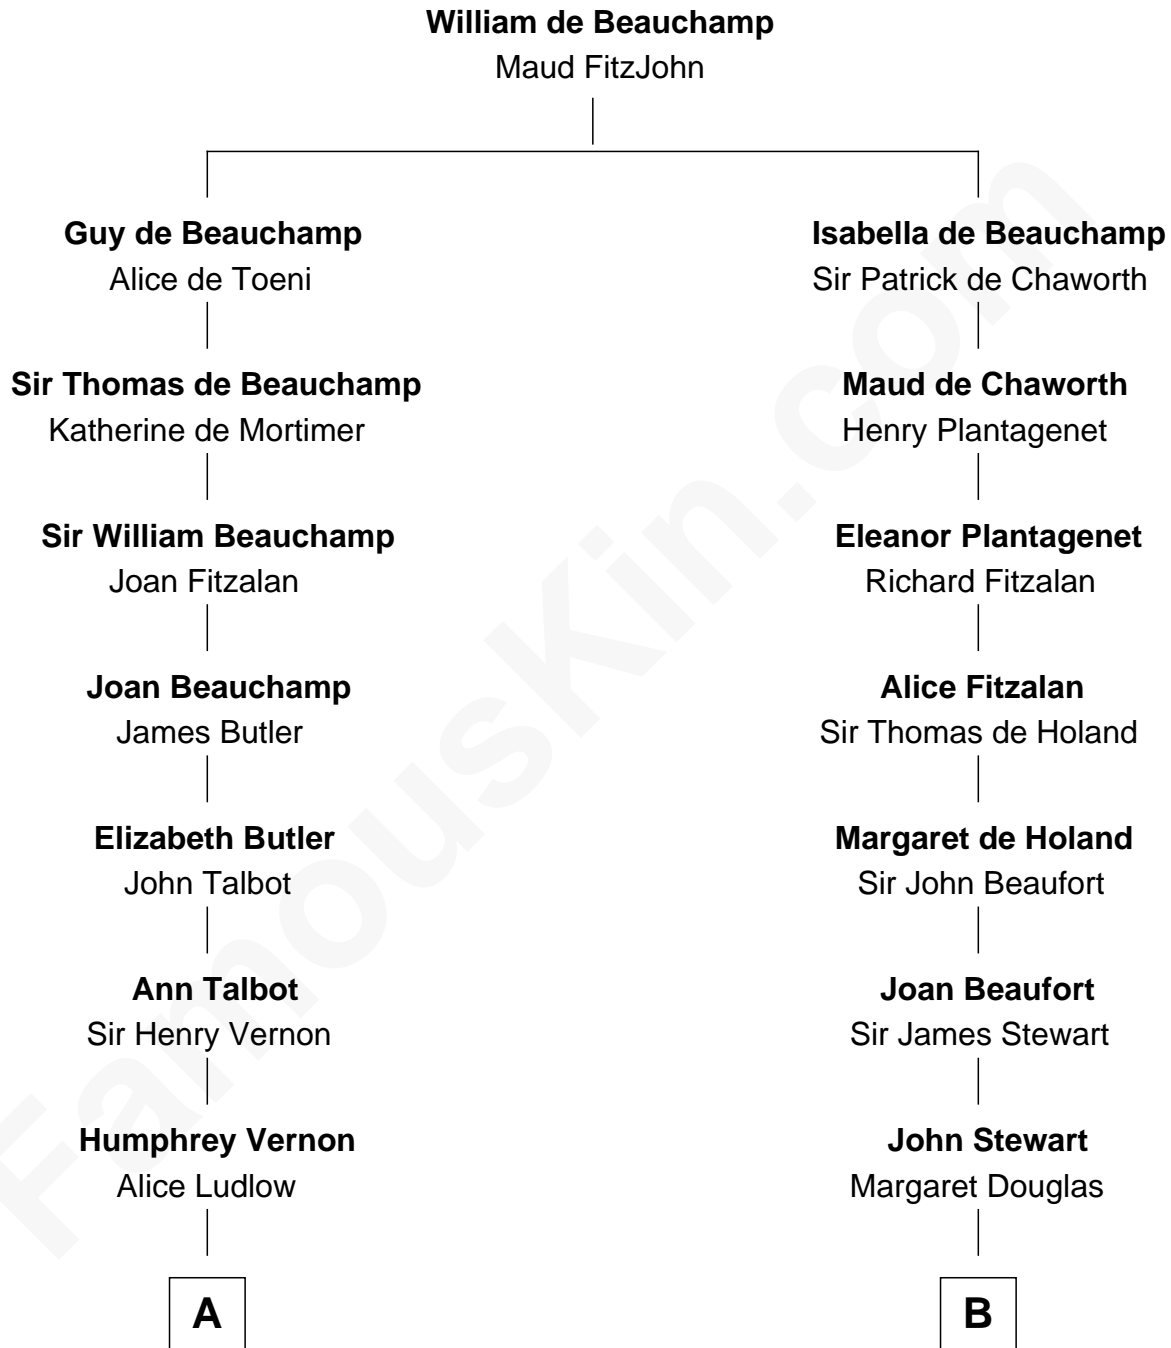 William de Beauchamp
Maud FitzJohn
Guy de Beauchamp
Alice de Toeni
Isabella de Beauchamp
Sir Patrick de Chaworth
Sir Thomas de Beauchamp
Katherine de Mortimer
Maud de Chaworth
Henry Plantagenet
Sir William Beauchamp
Joan Fitzalan
Eleanor Plantagenet
Richard Fitzalan
Joan Beauchamp
James Butler
Alice Fitzalan
Sir Thomas de Holand
Elizabeth Butler
John Talbot
Margaret de Holand
Sir John Beaufort
Ann Talbot
Sir Henry Vernon
Joan Beaufort
Sir James Stewart
Humphrey Vernon
Alice Ludlow
John Stewart
Margaret Douglas
A
B
FamousKin.com